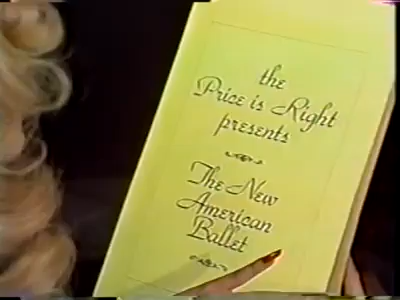 the
Price is Right
presents
The New
American
Ballet